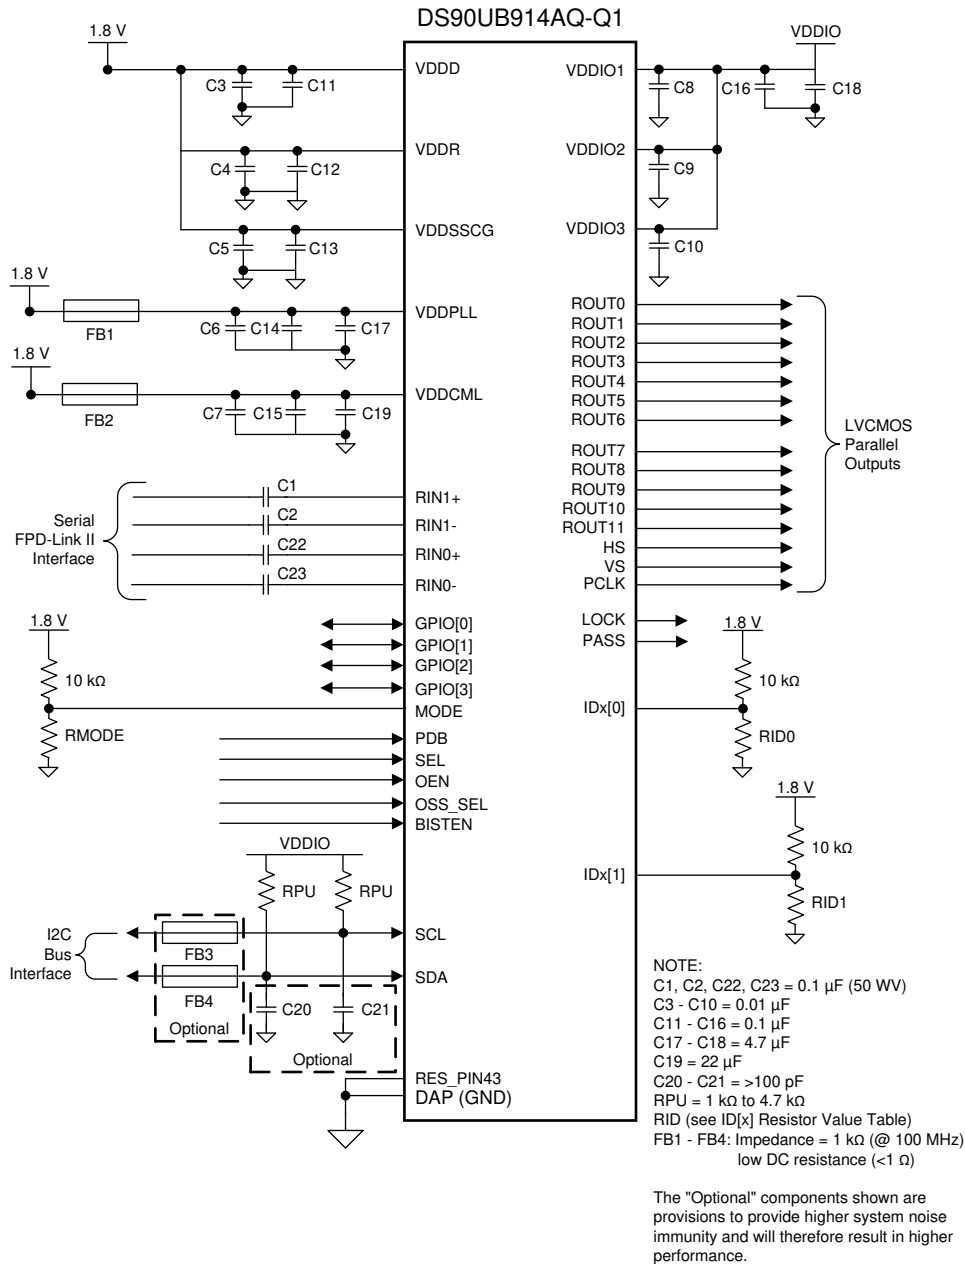 DS90UB914AQ-Q1
1.8 V
VDDIO
VDDD
VDDIO1
C3
C11
C8
C16
C18
VDDR
VDDIO2
C4
C12
C9
VDDSSCG
VDDIO3
C5
C13
C10
1.8 V
VDDPLL
FB1
C6
C14
C17
1.8 V
VDDCML
FB2
C7
C15
C19
ROUT0
ROUT1
ROUT2
ROUT3
ROUT4
ROUT5
ROUT6
ROUT7
ROUT8
ROUT9
ROUT10
ROUT11
HS
VS
PCLK
LVCMOS
Parallel
Outputs
Serial
FPD-Link II
Interface
C1
C2
C22
C23
RIN1+
RIN1-
RIN0+
RIN0-
LOCK
PASS
GPIO[0]
GPIO[1]
GPIO[2]
GPIO[3]
1.8 V
10 kΩ
MODE
RMODE
1.8 V
10 kΩ
IDx[0]
RID0
PDB
SEL
OEN
OSS_SEL
BISTEN
1.8 V
10 kΩ
IDx[1]
RID1
VDDIO
RPU
RPU
I2C
Bus
Interface
FB3
FB4
Optional
SCL
SDA
C20
C21
Optional
RES_PIN43
DAP (GND)
NOTE:
C1, C2, C22, C23 = 0.1 µF (50 WV)
C3 - C10 = 0.01 µF
C11 - C16 = 0.1 µF
C17 - C18 = 4.7 µF
C19 = 22 µF
C20 - C21 = >100 pF
RPU = 1 kΩ to 4.7 kΩ
RID (see ID[x] Resistor Value Table)
FB1 - FB4: Impedance = 1 kΩ (@ 100 MHz)
low DC resistance (<1 Ω)
The "Optional" components shown are
provisions to provide higher system noise
immunity and will therefore result in higher
performance.